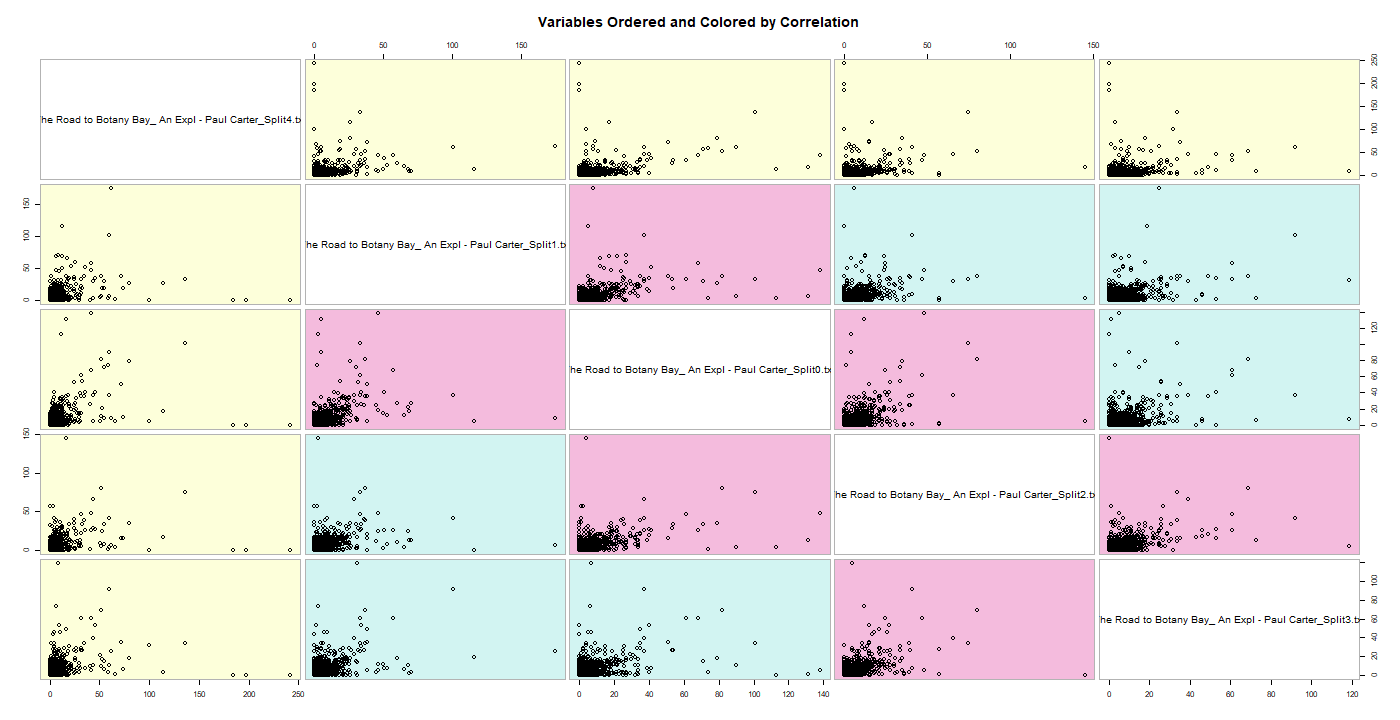 Variables Ordered and Colored by Correlation
0 50 100 150 0 50 100 150
he Road to Botany Bay_ An Expl - Paul Carter_Split4.tx
0 50 100 150 200 250
0 50 100 150
he Road to Botany Bay_ An Expl - Paul Carter_Split1.tx
he Road to Botany Bay_ An Expl - Paul Carter_Split0.tx
0 20 40 60 80 120
0 50 100 150
he Road to Botany Bay_ An Expl - Paul Carter_Split2.tx
he Road to Botany Bay_ An Expl - Paul Carter_Split3.tx
0 20 40 60 80 100
0 50 100 150 200 250 0 20 40 60 80 100 120 140 0 20 40 60 80 100 120